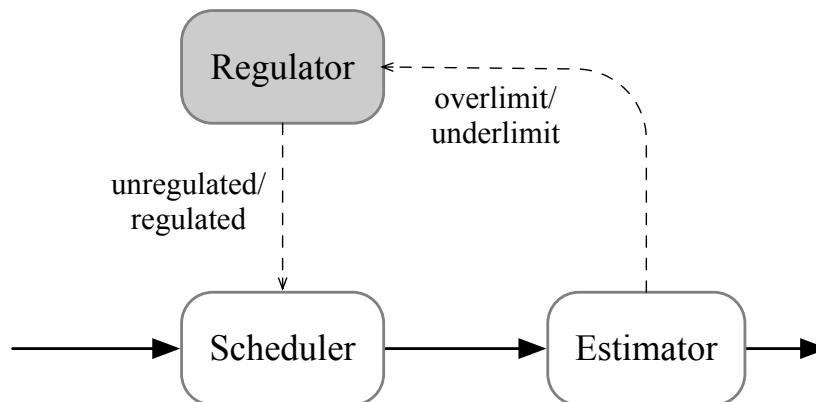 Regulator
overlimit/
underlimit
unregulated/
regulated
Scheduler
Estimator